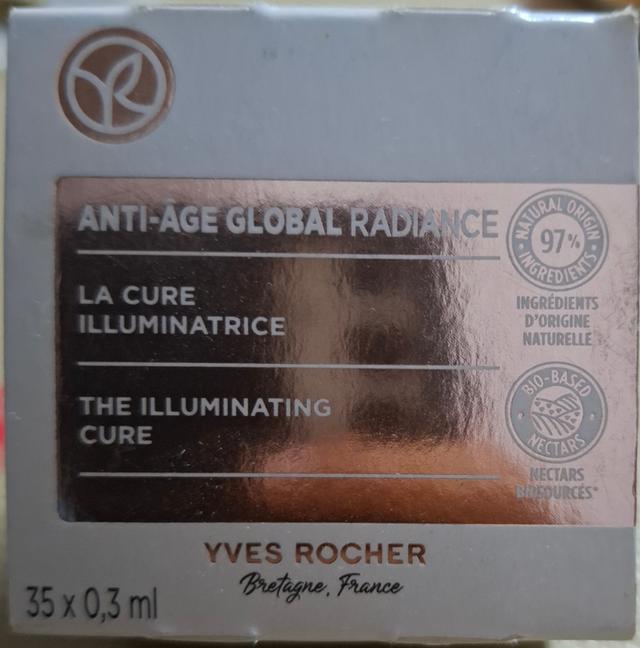 ANTI-ÂGE GLOBAL RADIANCE
LA CURE
ILLUMINATRICE
THE ILLUMINATING
CURE
NATURAL ORIGIN
97%
INGREDIENTS
INGRÉDIENTS
D'ORIGINE
NATURELLE
BIO-BASED
NECTARS
NECTARS
BIOSOURCÉS*
YVES ROCHER
Bretagne, France
35 x 0,3 ml